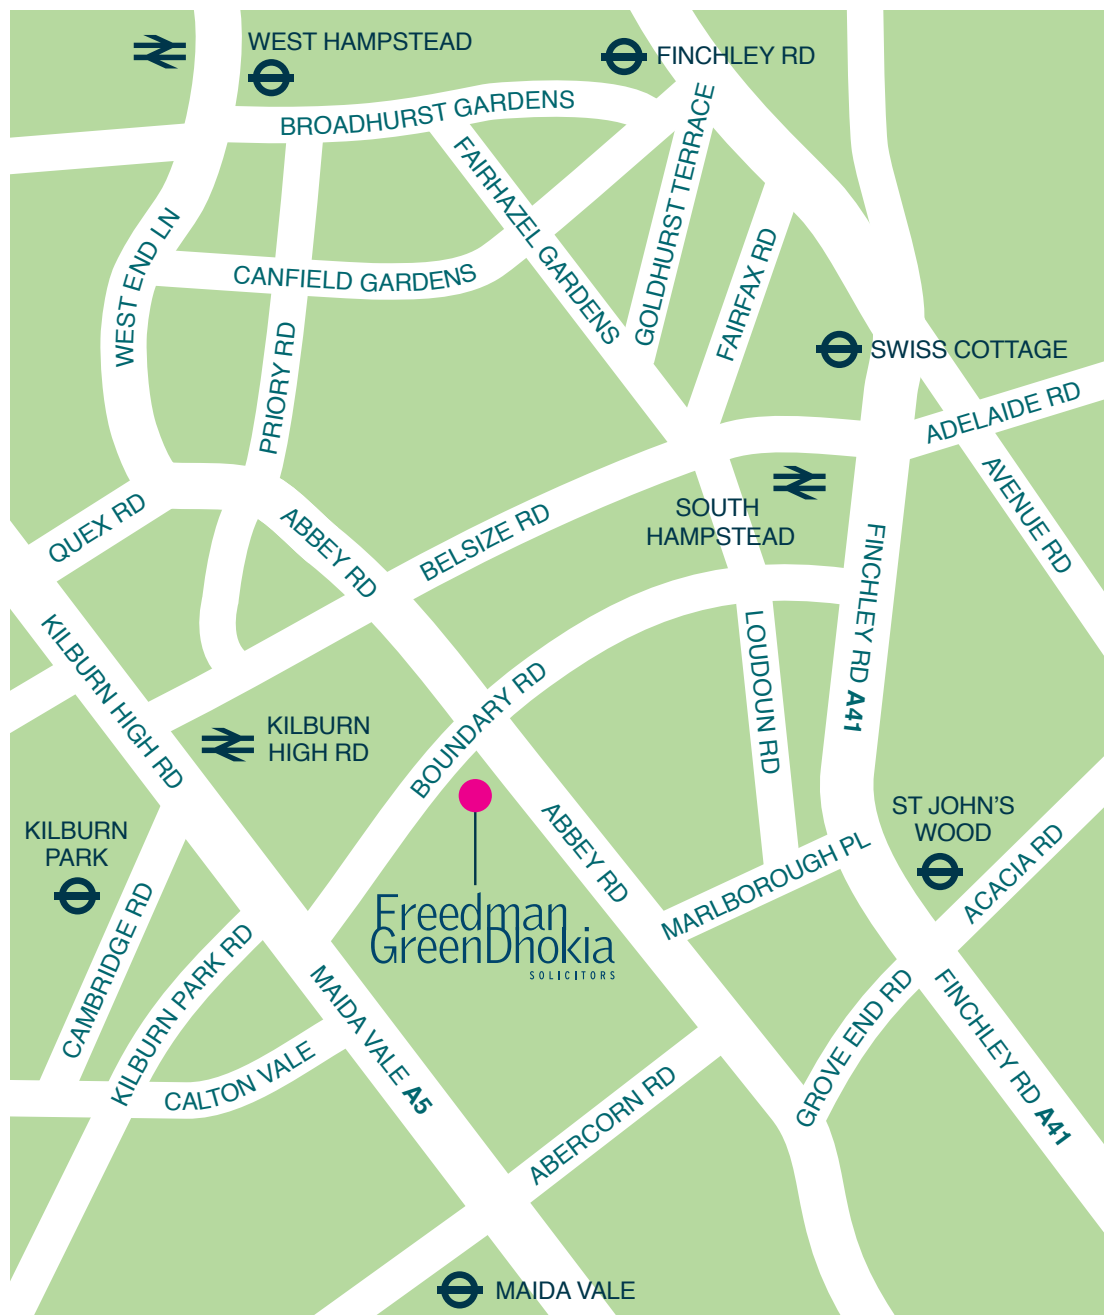 WEST HAMPSTEAD
FINCHLEY RD
BROADHURST GARDENS
GOLDHURST TERRACE
FAIRHAZEL GARDENS
WEST END LN
CANFIELD GARDENS
FAIRFAX RD
PRIORY RD
SWISS COTTAGE
ADELAIDE RD
AVENUE RD
QUEX RD
ABBEY RD
BELSIZE RD
SOUTH
HAMPSTEAD
FINCHLEY RD A41
KILBURN HIGH RD
LOUDOUN RD
BOUNDARY RD
KILBURN
HIGH RD
ABBEY RD
ST JOHN'S
WOOD
KILBURN
PARK
MARLBOROUGH PL
ACACIA RD
Freedman
GreenDhokia
SOLICITORS
CAMBRIDGE RD
KILBURN PARK RD
MAIDA VALE A5
CALTON VALE
GROVE END RD
FINCHLEY RD A41
ABERCORN RD
MAIDA VALE